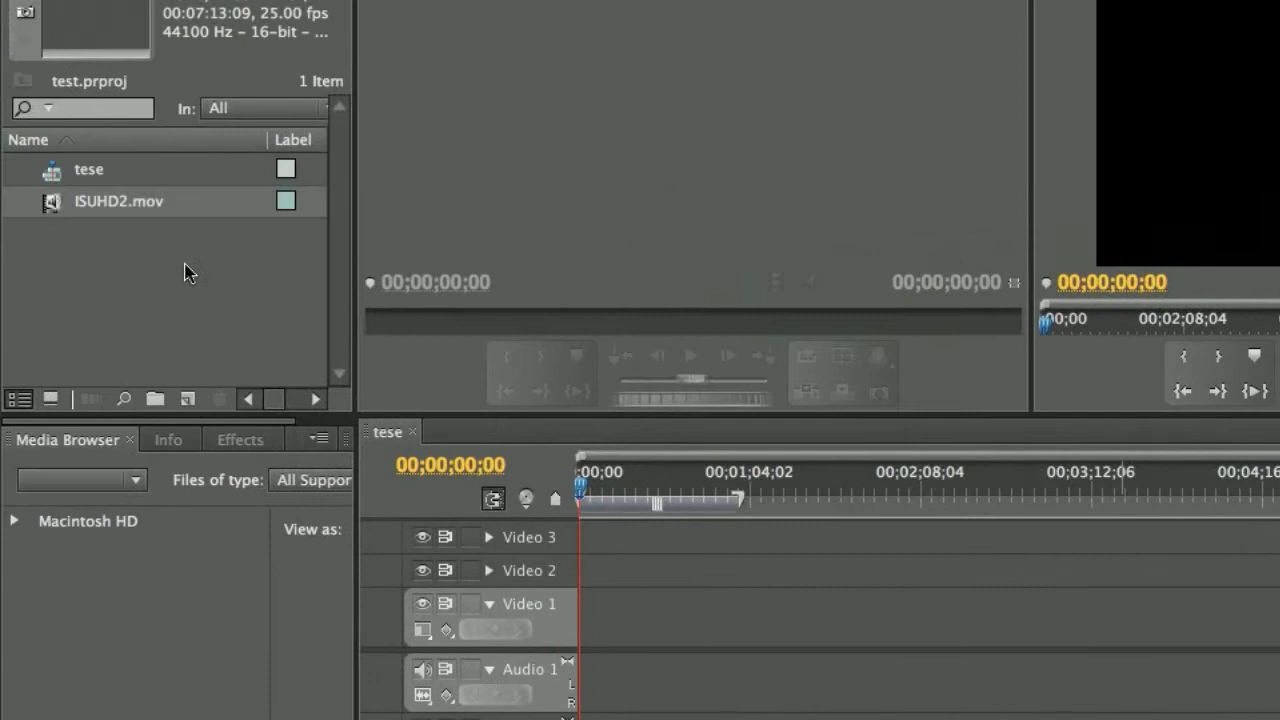 00:07:13:09, 25.00 fps
44100 Hz - 16-bit - ...
test.prproj
1 Item
In: All
Name
Label
tese
ISUHD2.mov
00;00;00;00
00;00;00;00
00;00;00;00
00;00
00;02;08;04
Media Browser
Info
Effects
Files of type: All Suppor
Macintosh HD
View as:
tese
00;00;00;00
;00;00
00;01;04;02
00;02;08;04
00;03;12;06
00;04;16
Video 3
Video 2
Video 1
Audio 1
L
R